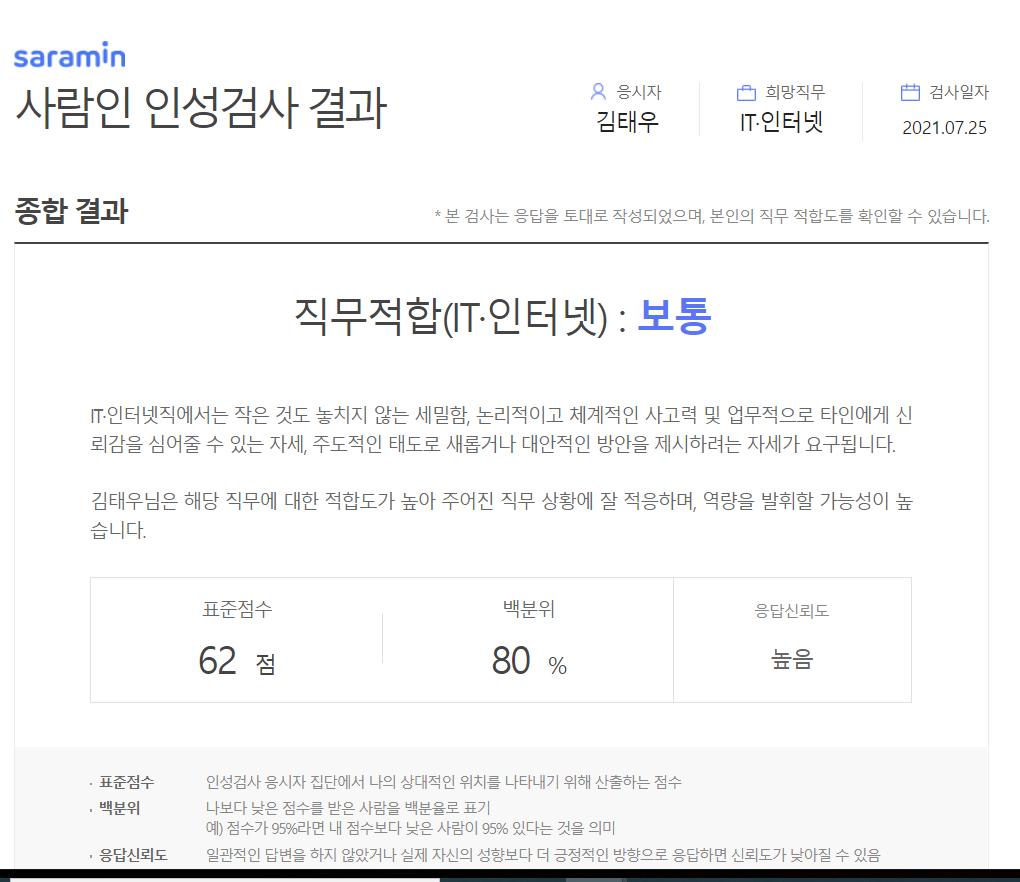 saramin
사람인 인성검사 결과
응시자
김태우
희망직무
IT·인터넷
검사일자
2021.07.25
종합 결과
* 본 검사는 응답을 토대로 작성되었으며, 본인의 직무 적합도를 확인할 수 있습니다.
직무적합(IT·인터넷) : 보통
IT·인터넷직에서는 작은 것도 놓치지 않는 세밀함, 논리적이고 체계적인 사고력 및 업무적으로 타인에게 신
뢰감을 심어줄 수 있는 자세, 주도적인 태도로 새롭거나 대안적인 방안을 제시하려는 자세가 요구됩니다.
김태우님은 해당 직무에 대한 적합도가 높아 주어진 직무 상황에 잘 적응하며, 역량을 발휘할 가능성이 높
습니다.
표준점수
62 점
백분위
80 %
응답신뢰도
높음
· 표준점수 인성검사 응시자 집단에서 나의 상대적인 위치를 나타내기 위해 산출하는 점수
· 백분위 나보다 낮은 점수를 받은 사람을 백분율로 표기
예) 점수가 95%라면 내 점수보다 낮은 사람이 95% 있다는 것을 의미
· 응답신뢰도 일관적인 답변을 하지 않았거나 실제 자신의 성향보다 더 긍정적인 방향으로 응답하면 신뢰도가 낮아질 수 있음